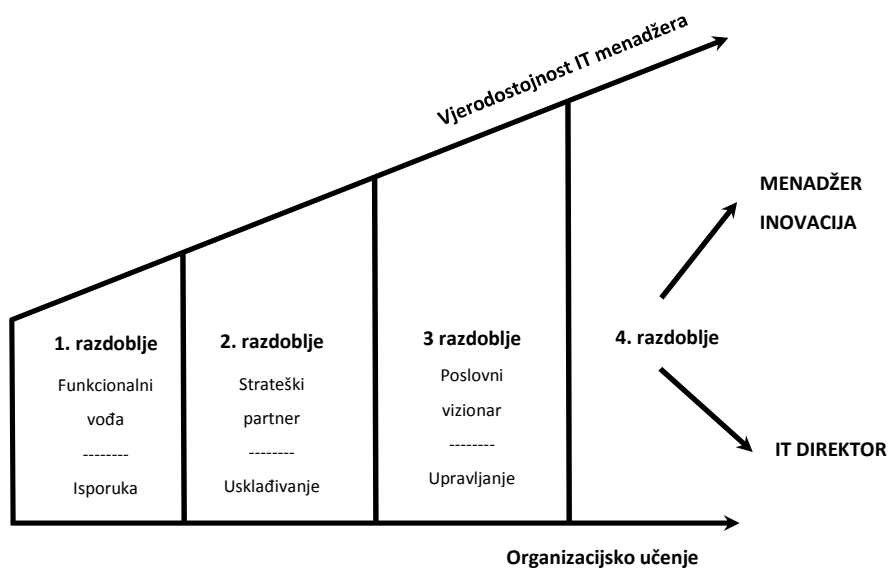 Vjerodostojnost IT menadžera
MENADŽER
INOVACIJA
1. razdoblje
Funkcionalni
vođa
--------
Isporuka
2. razdoblje
Strateški
partner
--------
Usklađivanje
3 razdoblje
Poslovni
vizionar
--------
Upravljanje
4. razdoblje
IT DIREKTOR
Organizacijsko učenje